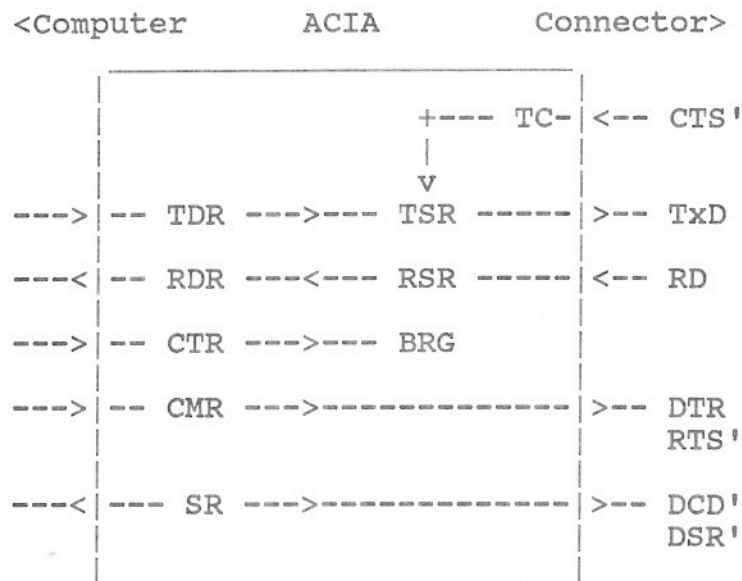 <Computer ACIA Connector>
+--- TC- <-- CTS'
|
v
---> -- TDR --->--- TSR ----- >-- TxD
---< -- RDR ---<--- RSR ----- <-- RD
---> -- CTR --->--- BRG
---> -- CMR --->------------- >-- DTR
RTS'
---< --- SR --->------------- >-- DCD'
DSR'